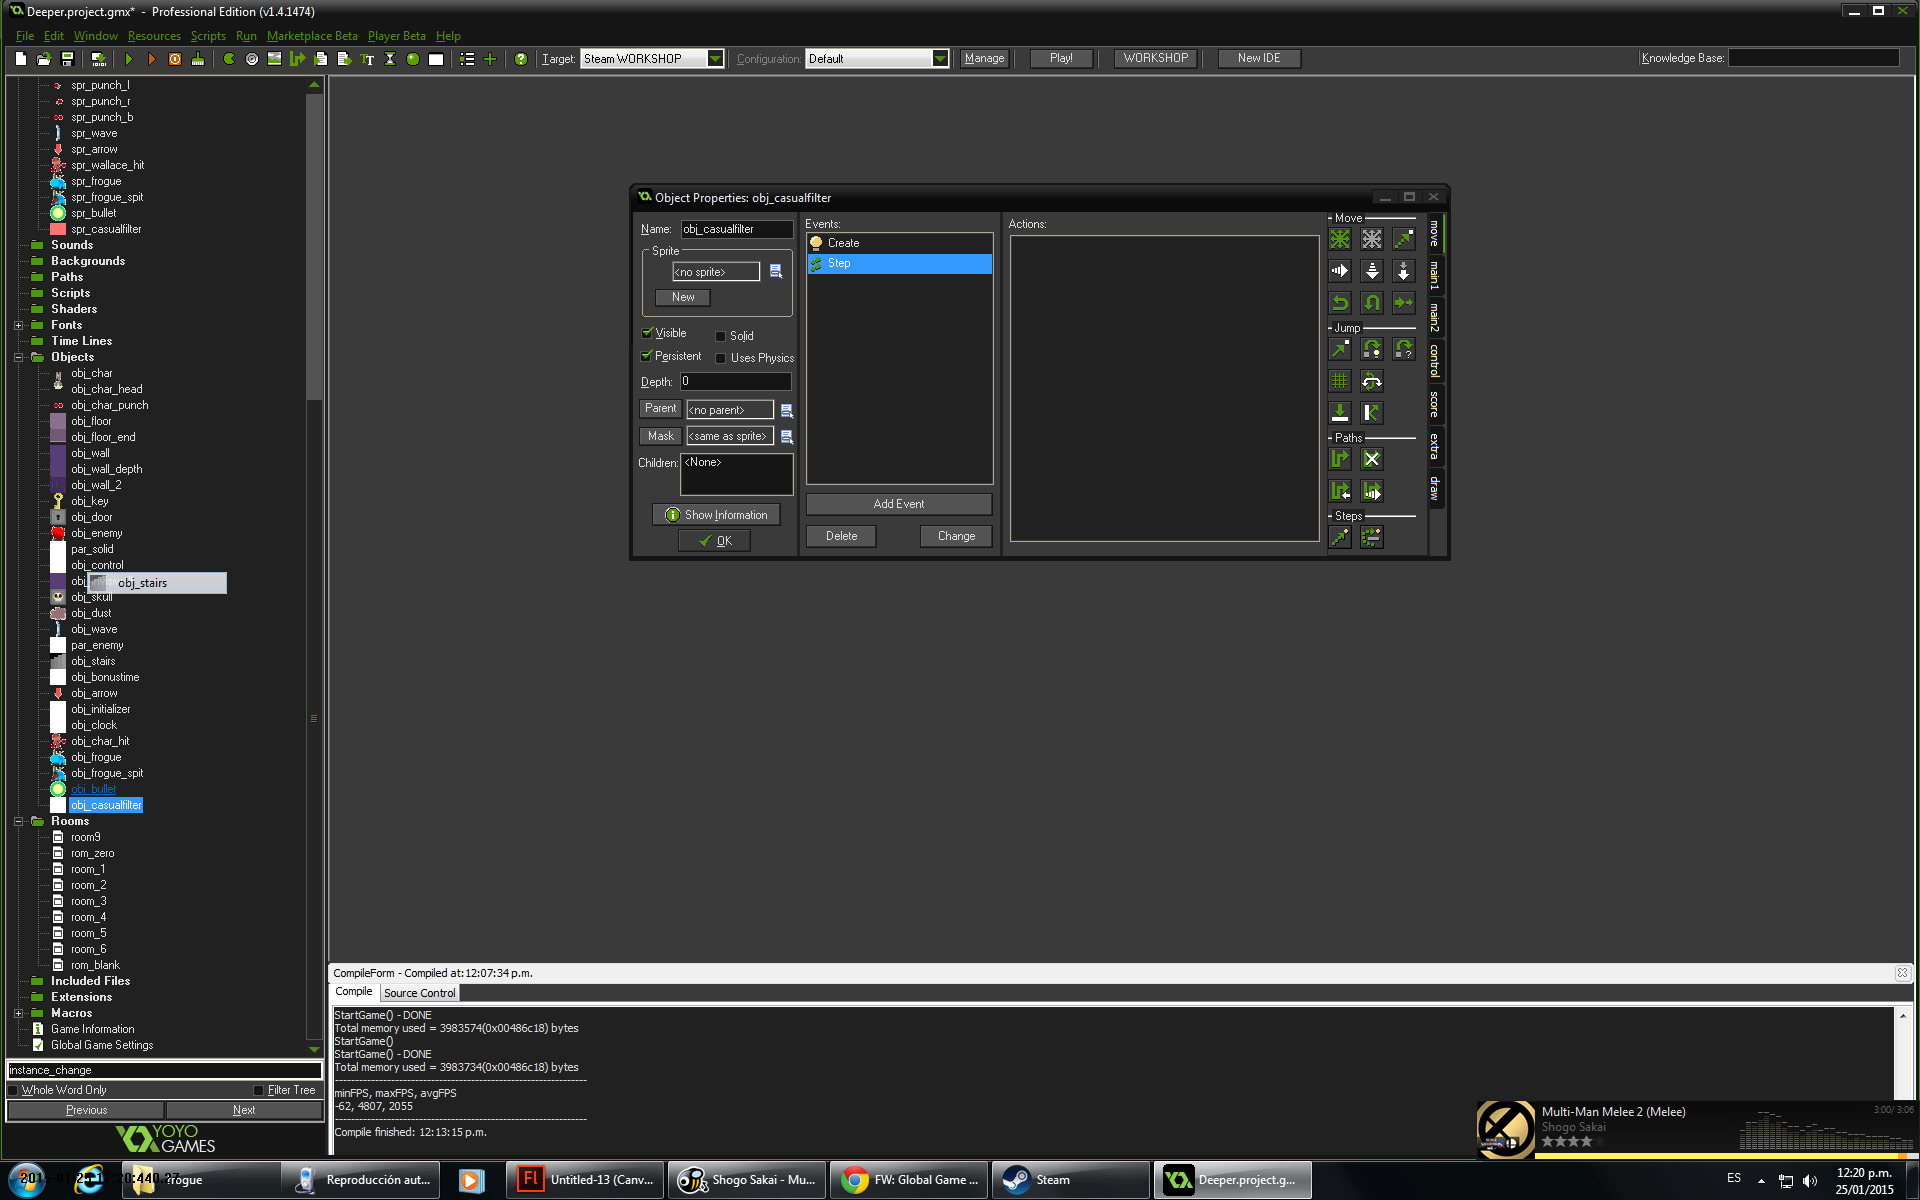 Deeper.project.gmx* - Professional Edition (v1.4.1474)
File Edit Window Resources Scripts Run Marketplace Beta Player Beta Help
Target: Steam WORKSHOP Configuration: Default Manage Play! WORKSHOP New IDE Knowledge Base:
spr_punch_l
spr_punch_r
spr_punch_b
spr_wave
spr_arrow
spr_wallace_hit
spr_frogue
spr_frogue_spit
spr_bullet
spr_casualfilter
Sounds
Backgrounds
Paths
Scripts
Shaders
Fonts
Time Lines
Objects
obj_char
obj_char_head
obj_char_punch
obj_floor
obj_floor_end
obj_wall
obj_wall_depth
obj_wall_2
obj_key
obj_door
obj_enemy
par_solid
obj_control
obj_stairs
obj_skull
obj_dust
obj_wave
par_enemy
obj_stairs
obj_bonustime
obj_arrow
obj_initializer
obj_clock
obj_char_hit
obj_frogue
obj_frogue_spit
obj_bullet
obj_casualfilter
Rooms
room9
rom_zero
room_1
room_2
room_3
room_4
room_5
room_6
rom_blank
Included Files
Extensions
Macros
Game Information
Global Game Settings
instance_change
Whole Word Only Filter Tree
Previous Next
YOYO
GAMES
Object Properties: obj_casualfilter
Name: obj_casualfilter
Sprite
<no sprite>
New
Visible Solid
Persistent Uses Physics
Depth: 0
Parent <no parent>
Mask <same as sprite>
Children: <None>
Show Information
OK
Events:
Create
Step
Add Event
Delete Change
Actions:
Move
Jump
Paths
Steps
move
main1
main2
control
score
extra
draw
CompileForm - Compiled at: 12:07:34 p.m.
Compile Source Control
StartGame() - DONE
Total memory used = 3983574(0x00486c18) bytes
StartGame()
StartGame() - DONE
Total memory used = 3983734(0x00486c18) bytes
minFPS, maxFPS, avgFPS
-62, 4807, 2055
Compile finished: 12:13:15 p.m.
Multi-Man Melee 2 (Melee)
Shogo Sakai
3:00/ 3:06
Reproducción aut...
Untitled-13 (Canv...
Shogo Sakai - Mu...
FW: Global Game ...
Steam
Deeper.project.g...
ES
12:20 p.m.
25/01/2015